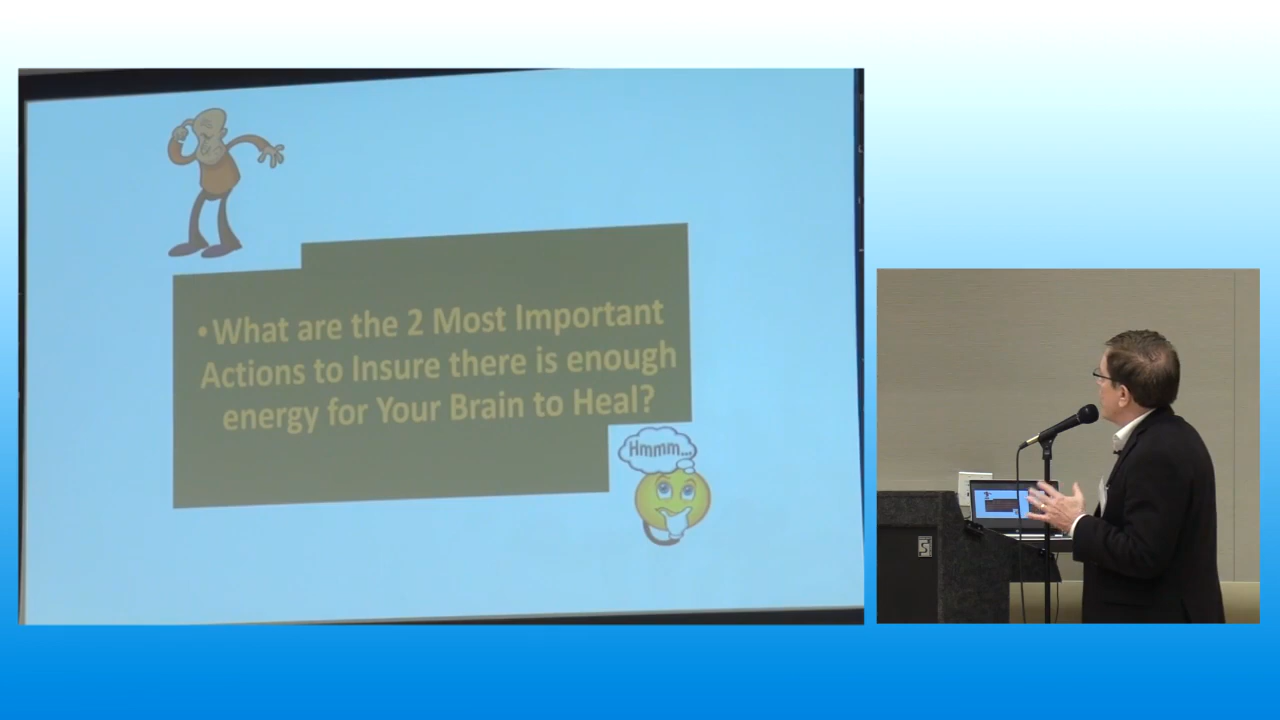 • What are the 2 Most Important
Actions to Insure there is enough
energy for Your Brain to Heal?
Hmmm...